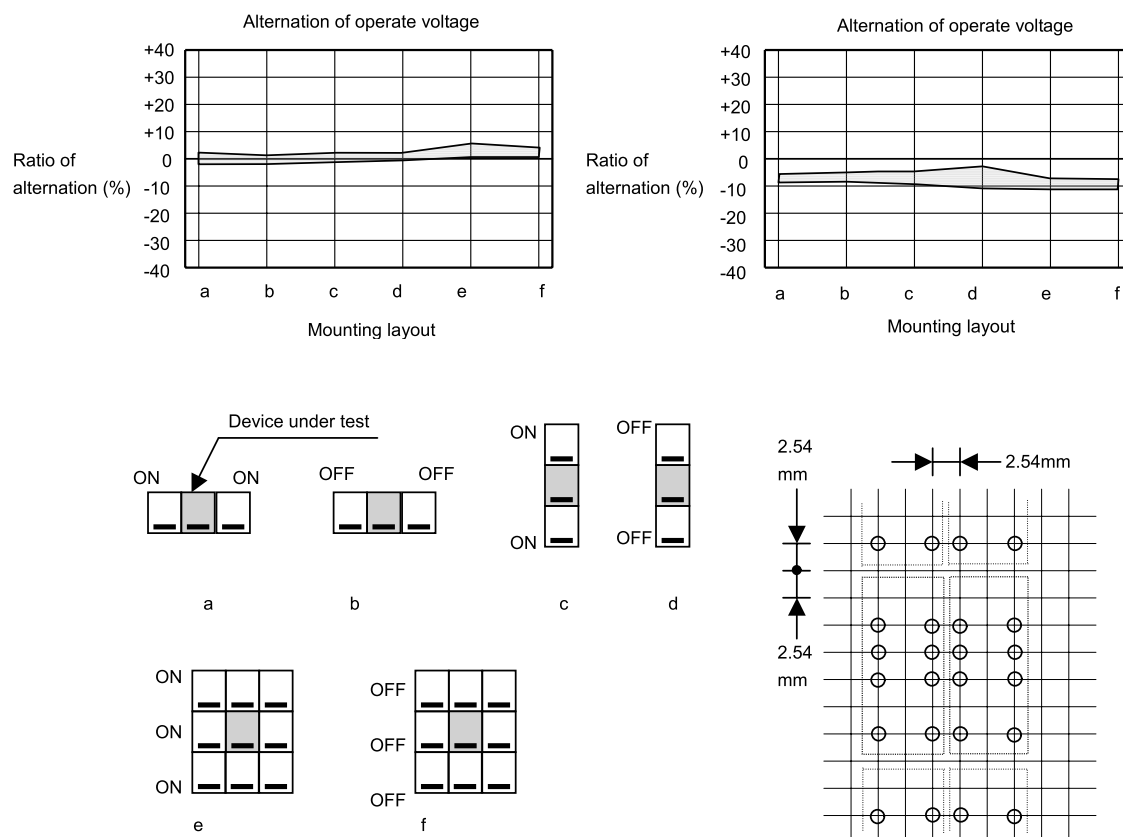 Alternation of operate voltage
+40
+30
+20
+10
0
-10
-20
-30
-40
Ratio of
alternation (%)
a b c d e f
Mounting layout
Alternation of operate voltage
+40
+30
+20
+10
0
-10
-20
-30
-40
Ratio of
alternation (%)
a b c d e f
Mounting layout
Device under test
ON ON
a
OFF OFF
b
ON
ON
c
OFF
OFF
d
2.54
mm
2.54mm
2.54
mm
ON
ON
ON
e
OFF
OFF
OFF
f